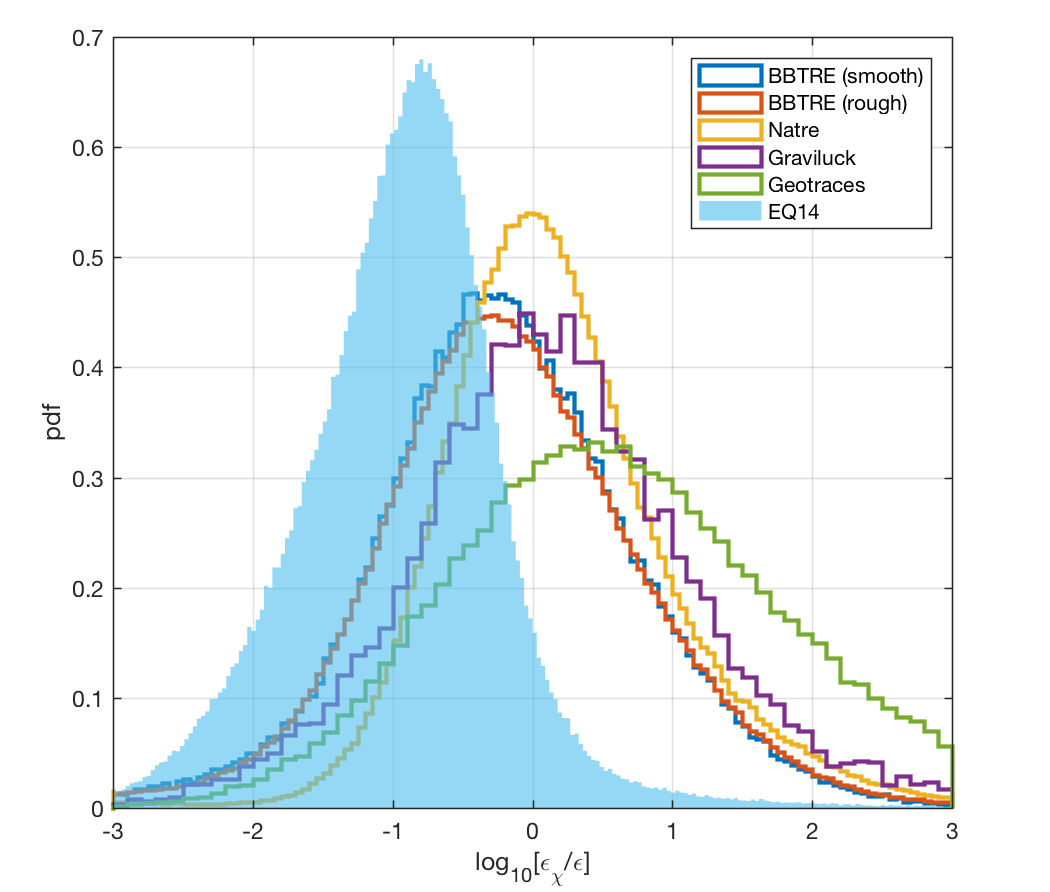 0.7
0.6
0.5
0.4
0.3
0.2
0.1
0
pdf
-3 -2 -1 0 1 2 3
log10[ϵχ/ϵ]
BBTRE (smooth)
BBTRE (rough)
Natre
Graviluck
Geotraces
EQ14